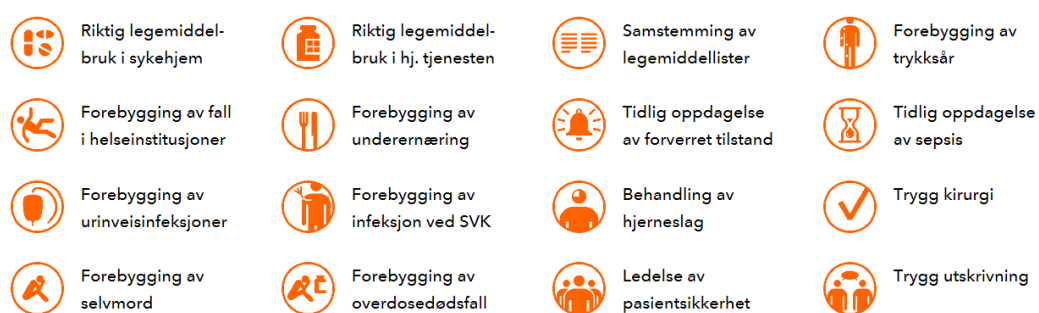 Riktig legemiddel-
bruk i sykehjem
Riktig legemiddel-
bruk i hj. tjenesten
Samstemming av
legemiddellister
Forebygging av
trykksår
Forebygging av fall
i helseinstitusjoner
Forebygging av
underernæring
Tidlig oppdagelse
av forverret tilstand
Tidlig oppdagelse
av sepsis
Forebygging av
urinveisinfeksjoner
Forebygging av
infeksjon ved SVK
Behandling av
hjerneslag
Trygg kirurgi
Forebygging av
selvmord
Forebygging av
overdosedødsfall
Ledelse av
pasientsikkerhet
Trygg utskrivning